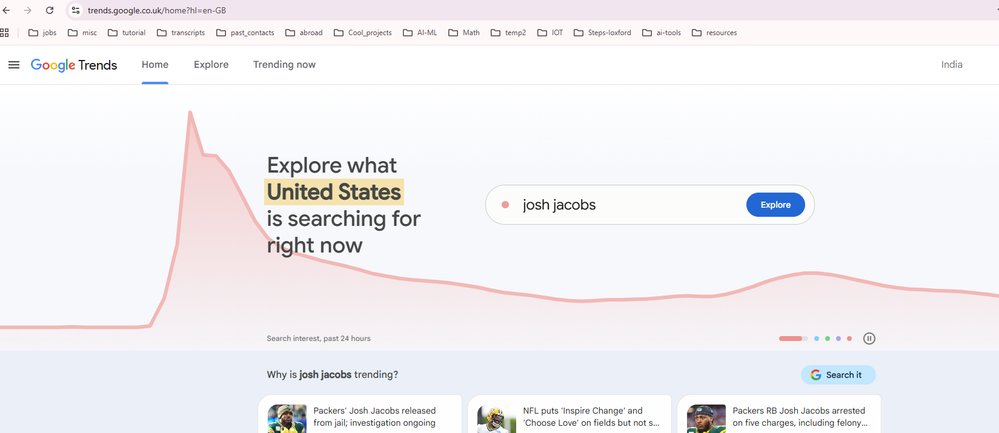 trends.google.co.uk/home?hl=en-GB
jobs misc tutorial transcripts past_contacts abroad Cool_projects AI-ML Math temp2 IOT Steps-loxford ai-tools resources
Google Trends Home Explore Trending now India
Explore what
United States
is searching for
right now
josh jacobs Explore
Search interest, past 24 hours
Why is josh jacobs trending? Search it
Packers' Josh Jacobs released
from jail; investigation ongoing
NFL puts 'Inspire Change' and
'Choose Love' on fields but not s...
Packers RB Josh Jacobs arrested
on five charges, including felony...